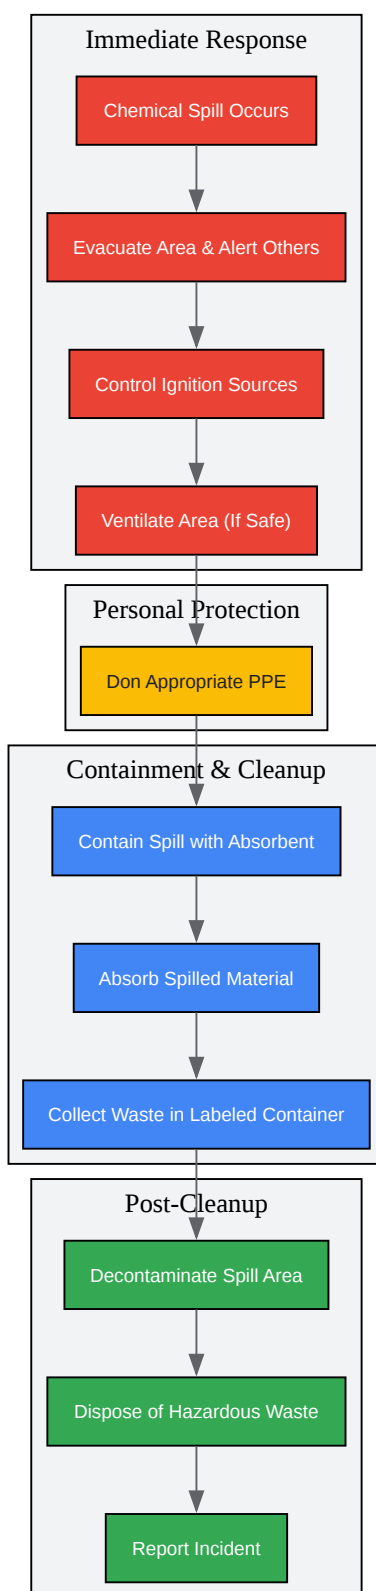 Immediate Response
Chemical Spill Occurs
Evacuate Area & Alert Others
Control Ignition Sources
Ventilate Area (If Safe)
Personal Protection
Don Appropriate PPE
Containment & Cleanup
Contain Spill with Absorbent
Absorb Spilled Material
Collect Waste in Labeled Container
Post-Cleanup
Decontaminate Spill Area
Dispose of Hazardous Waste
Report Incident